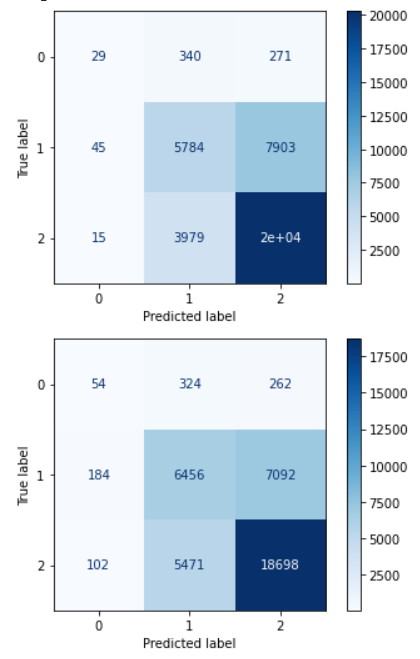 20000
0 29 340 271
17500
15000
12500
True label
1 45 5784 7903
10000
7500
5000
2 15 3979 2e+04
2500
0 1 2
Predicted label
17500
0 54 324 262
15000
12500
True label
10000
1 184 6456 7092
7500
5000
2 102 5471 18698
2500
0 1 2
Predicted label